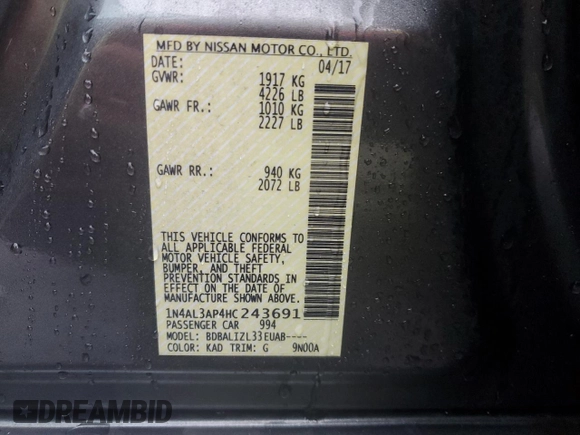 MFD BY NISSAN MOTOR CO., LTD.
DATE: 04/17
GVWR: 1917 KG
4226 LB
GAWR FR.: 1010 KG
2227 LB
GAWR RR.: 940 KG
2072 LB
THIS VEHICLE CONFORMS TO
ALL APPLICABLE FEDERAL
MOTOR VEHICLE SAFETY,
BUMPER, AND THEFT
PREVENTION STANDARDS IN
EFFECT ON THE DATE OF
MANUFACTURE SHOWN ABOVE.
1N4AL3AP4HC243691
PASSENGER CAR 994
MODEL: BDBALIZL33EUAB----
COLOR: KAD TRIM: G 9N00A
DREAMBID